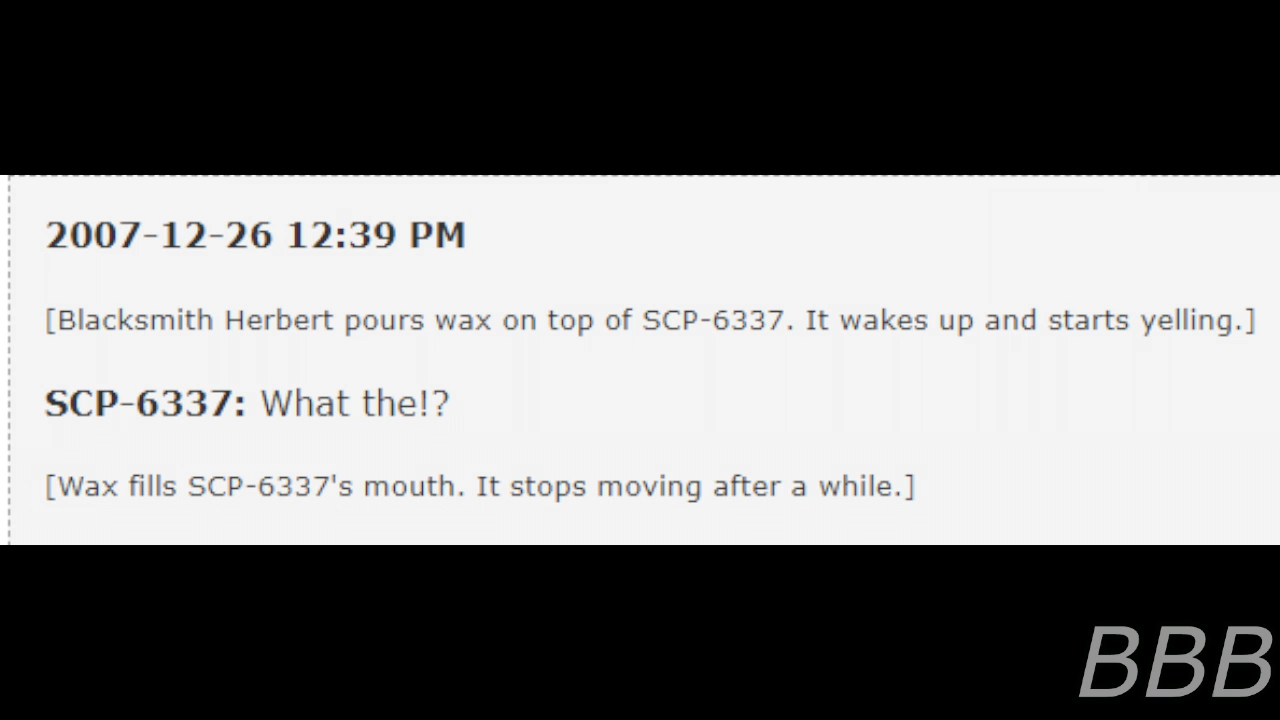 2007-12-26 12:39 PM
[Blacksmith Herbert pours wax on top of SCP-6337. It wakes up and starts yelling.]
SCP-6337: What the!?
[Wax fills SCP-6337's mouth. It stops moving after a while.]
BBB